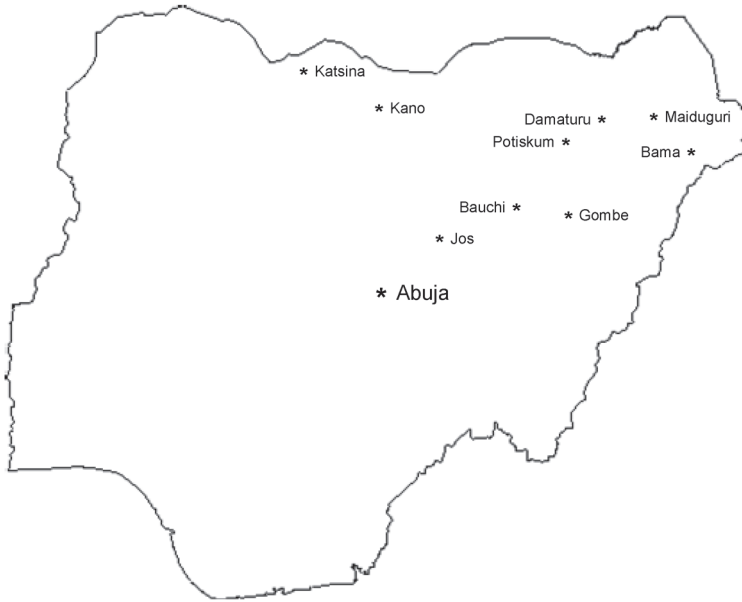 Katsina
Kano
Damaturu
Maiduguri
Potiskum
Bama
Bauchi
Gombe
Jos
Abuja